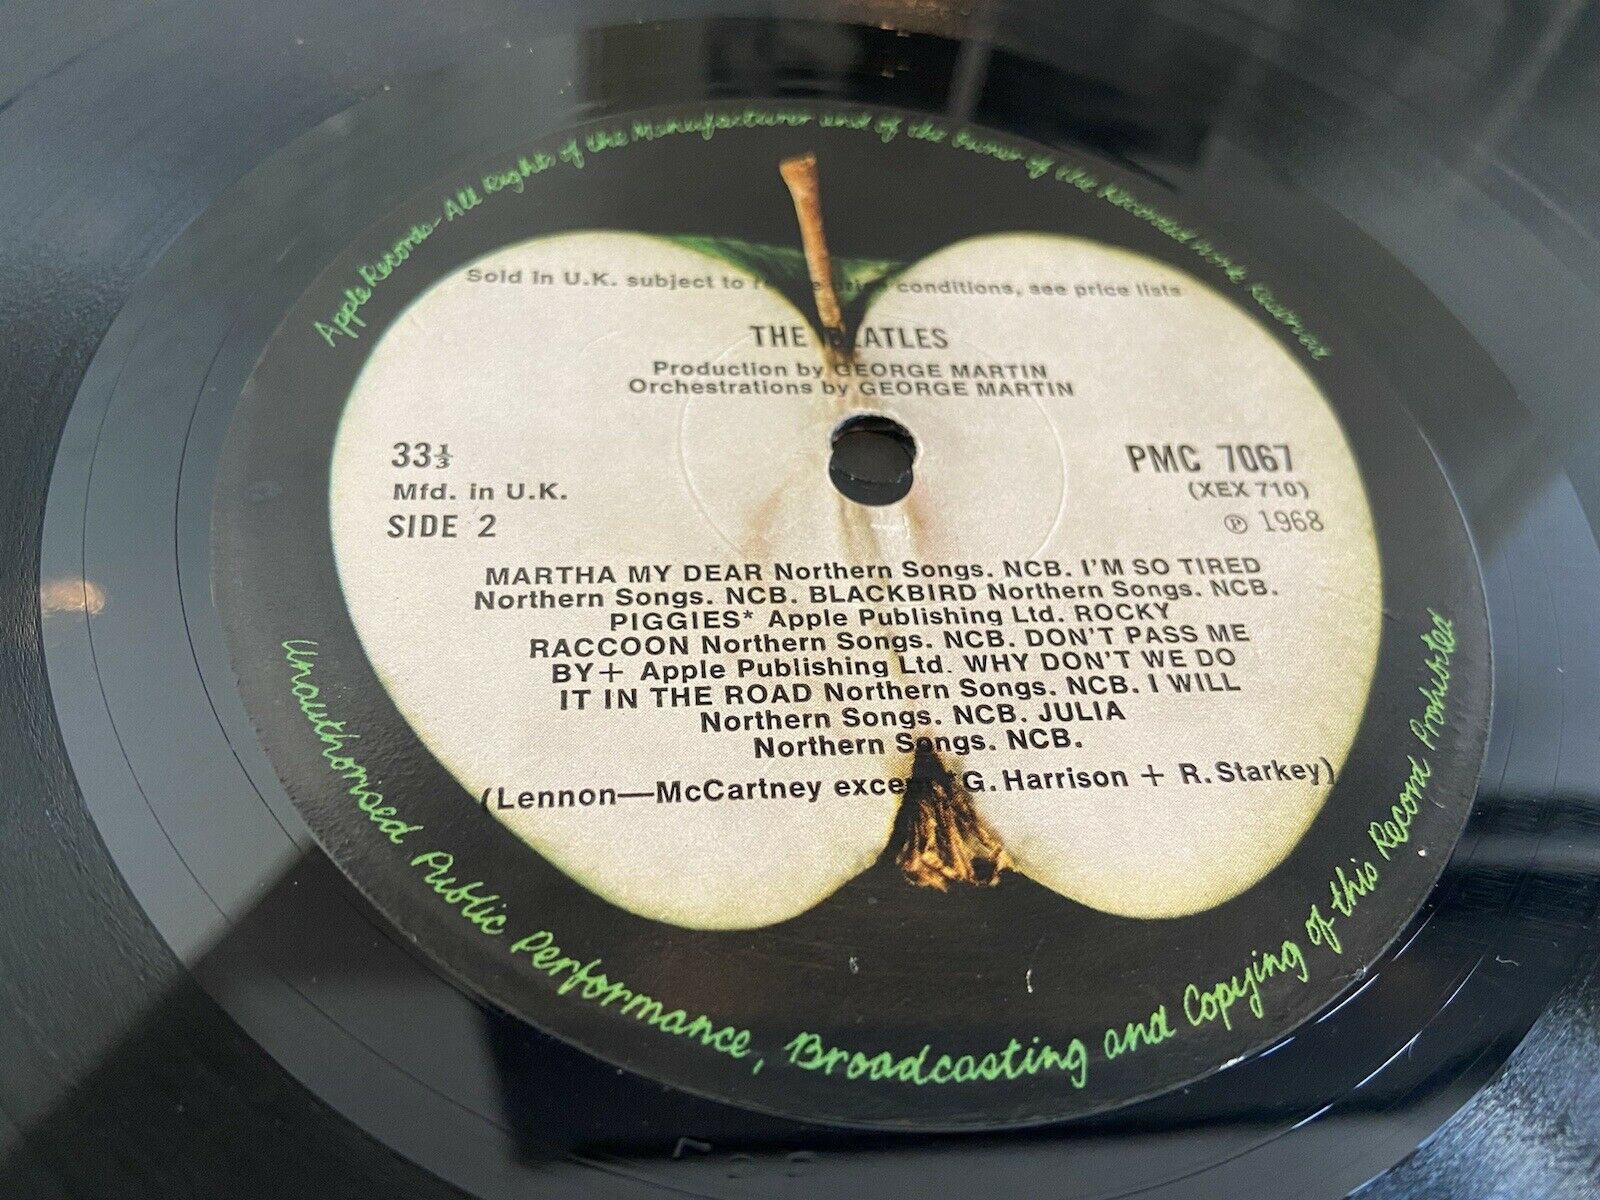 Apple Records-All Right of the Manufacturer and of the Owner of the Recorded Work Reserved
Sold in U.K. subject to price conditions, see price lists
THE BEATLES
Production by GEORGE MARTIN
Orchestrations by GEORGE MARTIN
33⅓
Mfd. in U.K.
SIDE 2
PMC 7067
(XEX 710)
℗ 1968
MARTHA MY DEAR Northern Songs. NCB. I'M SO TIRED
Northern Songs. NCB. BLACKBIRD Northern Songs. NCB.
PIGGIES* Apple Publishing Ltd. ROCKY
RACCOON Northern Songs. NCB. DON'T PASS ME
BY+ Apple Publishing Ltd. WHY DON'T WE DO
IT IN THE ROAD Northern Songs. NCB. I WILL
Northern Songs. NCB. JULIA
Northern Songs. NCB.
(Lennon—McCartney except *G. Harrison + R. Starkey)
Unauthorised Public Performance, Broadcasting and Copying of this Record Prohibited